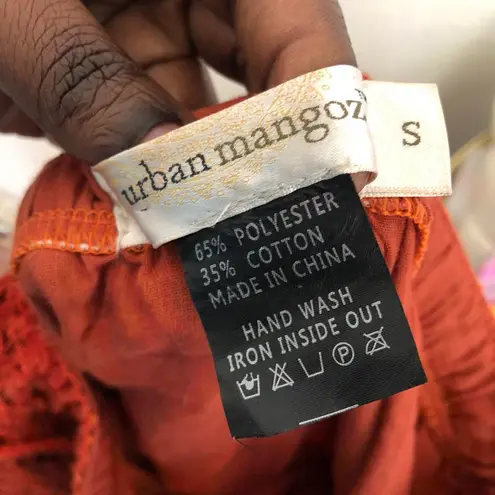 urban mangoz
S
65% POLYESTER
35% COTTON
MADE IN CHINA
HAND WASH
IRON INSIDE OUT
P